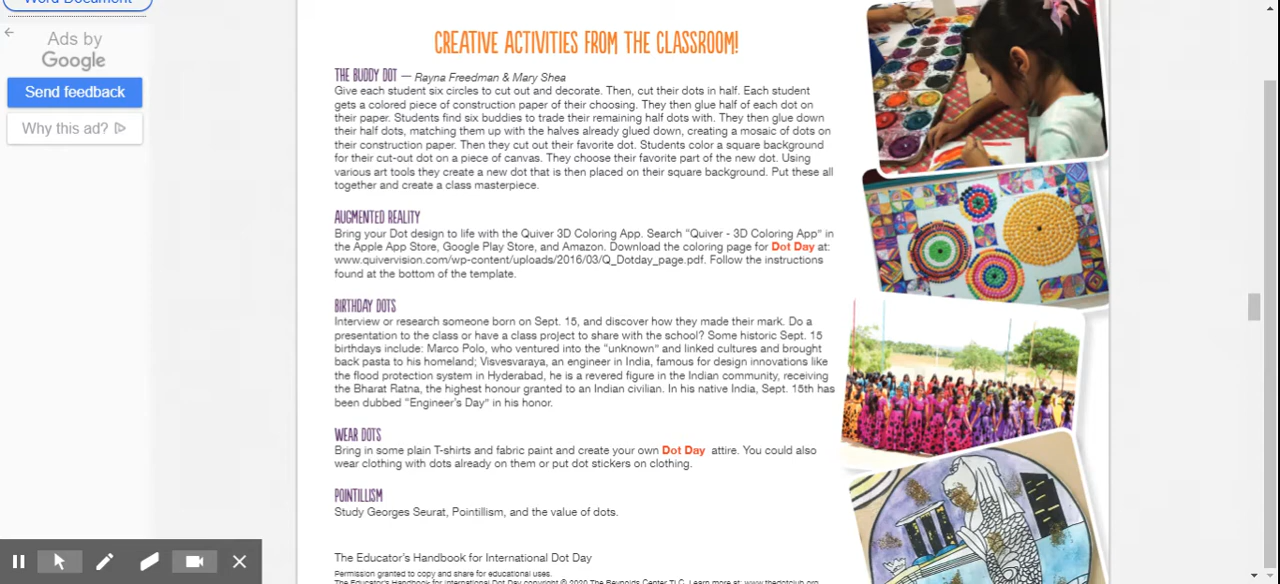 Word Document
Ads by
Google
Send feedback
Why this ad?
CREATIVE ACTIVITIES FROM THE CLASSROOM!
THE BUDDY DOT — Rayna Freedman & Mary Shea
Give each student six circles to cut out and decorate. Then, cut their dots in half. Each student
gets a colored piece of construction paper of their choosing. They then glue half of each dot on
their paper. Students find six buddies to trade their remaining half dots with. They then glue down
their half dots, matching them up with the halves already glued down, creating a mosaic of dots on
their construction paper. Then they cut out their favorite dot. Students color a square background
for their cut-out dot on a piece of canvas. They choose their favorite part of the new dot. Using
various art tools they create a new dot that is then placed on their square background. Put these all
together and create a class masterpiece.
AUGMENTED REALITY
Bring your Dot design to life with the Quiver 3D Coloring App. Search "Quiver - 3D Coloring App" in
the Apple App Store, Google Play Store, and Amazon. Download the coloring page for Dot Day at:
www.quivervision.com/wp-content/uploads/2016/03/Q_Dotday_page.pdf. Follow the instructions
found at the bottom of the template.
BIRTHDAY DOTS
Interview or research someone born on Sept. 15, and discover how they made their mark. Do a
presentation to the class or have a class project to share with the school? Some historic Sept. 15
birthdays include: Marco Polo, who ventured into the "unknown" and linked cultures and brought
back pasta to his homeland; Visvesvaraya, an engineer in India, famous for design innovations like
the flood protection system in Hyderabad, he is a revered figure in the Indian community, receiving
the Bharat Ratna, the highest honour granted to an Indian civilian. In his native India, Sept. 15th has
been dubbed "Engineer's Day" in his honor.
WEAR DOTS
Bring in some plain T-shirts and fabric paint and create your own Dot Day attire. You could also
wear clothing with dots already on them or put dot stickers on clothing.
POINTILLISM
Study Georges Seurat, Pointillism, and the value of dots.
The Educator's Handbook for International Dot Day
Permission granted to copy and share for educational uses.
The Educator's Handbook for International Dot Day copyright © 2020 The Reynolds Center TLC. Learn more at: www.thedotclub.org